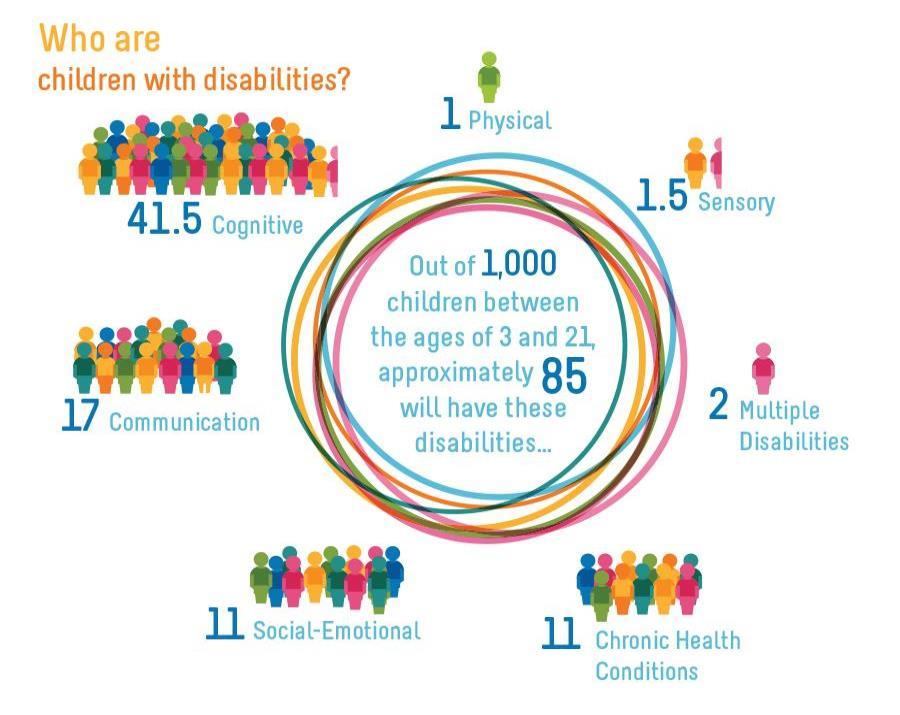 Who are
children with disabilities?
1 Physical
41.5 Cognitive
1.5 Sensory
Out of 1,000
children between
the ages of 3 and 21,
approximately 85
will have these
disabilities...
17 Communication
2 Multiple
Disabilities
11 Social-Emotional
11 Chronic Health
Conditions